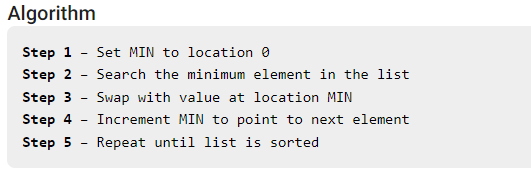 Algorithm
Step 1 – Set MIN to location 0
Step 2 – Search the minimum element in the list
Step 3 – Swap with value at location MIN
Step 4 – Increment MIN to point to next element
Step 5 – Repeat until list is sorted